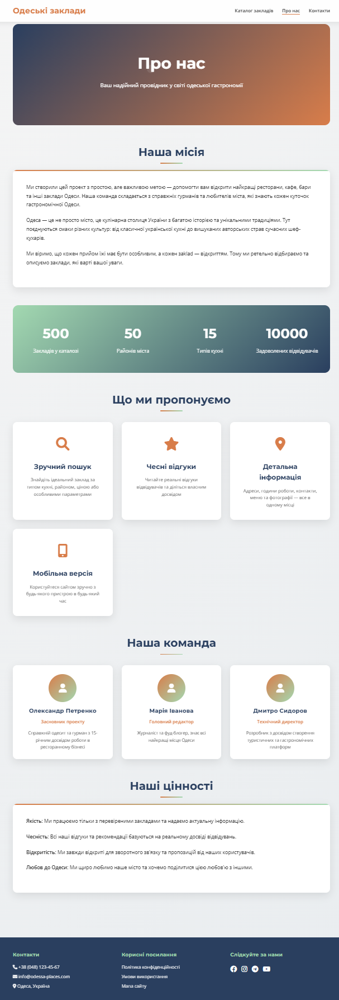 Одеські заклади
Каталог закладів Про нас Контакти
Про нас
Ваш надійний провідник у світі одеської гастрономії
Наша місія
Ми створили цей проект з простою, але важливою метою — допомогти вам відкрити найкращі ресторани, кафе, бари
та інші заклади Одеси. Наша команда складається з справжніх гурманів та любителів міста, які знають кожен куточок
гастрономічної Одеси.
Одеса — це не просто місто, це кулінарна столиця України з багатою історією та унікальними традиціями. Тут
поєднуються смаки різних культур: від класичної української кухні до вишуканих авторських страв сучасних шеф-
кухарів.
Ми віримо, що кожен прийом їжі має бути особливим, а кожен zaklad — відкриттям. Тому ми ретельно відбираємо та
описуємо заклади, які варті вашої уваги.
500 50 15 10000
Закладів у каталозі Районів міста Типів кухні Задоволених відвідувачів
Що ми пропонуємо
Зручний пошук
Знайдіть ідеальний заклад за
типом кухні, районом, ціною або
особливими параметрами
Чесні відгуки
Читайте реальні відгуки
відвідувачів та діліться власним
досвідом
Детальна
інформація
Адреси, години роботи, контакти,
меню та фотографії — все в
одному місці
Мобільна версія
Користуйтеся сайтом зручно з
будь-якого пристрою в будь-який
час
Наша команда
Олександр Петренко
Засновник проекту
Справжній одесит та гурман з 15-
річним досвідом роботи в
ресторанному бізнесі
Марія Іванова
Головний редактор
Журналіст та фуд-блогер, знає всі
найкращі місця Одеси
Дмитро Сидоров
Технічний директор
Розробник з досвідом створення
туристичних та гастрономічних
платформ
Наші цінності
Якість: Ми працюємо тільки з перевіреними закладами та надаємо актуальну інформацію.
Чесність: Всі наші відгуки та рекомендації базуються на реальному досвіді відвідувань.
Відкритість: Ми завжди відкриті для зворотного зв'язку та пропозицій від наших користувачів.
Любов до Одеси: Ми щиро любимо наше місто та хочемо поділитися цією любов'ю з іншими.
Контакти
+38 (048) 123-45-67
info@odessa-places.com
Одеса, Україна
Корисні посилання
Політика конфіденційності
Умови використання
Мапа сайту
Слідкуйте за нами